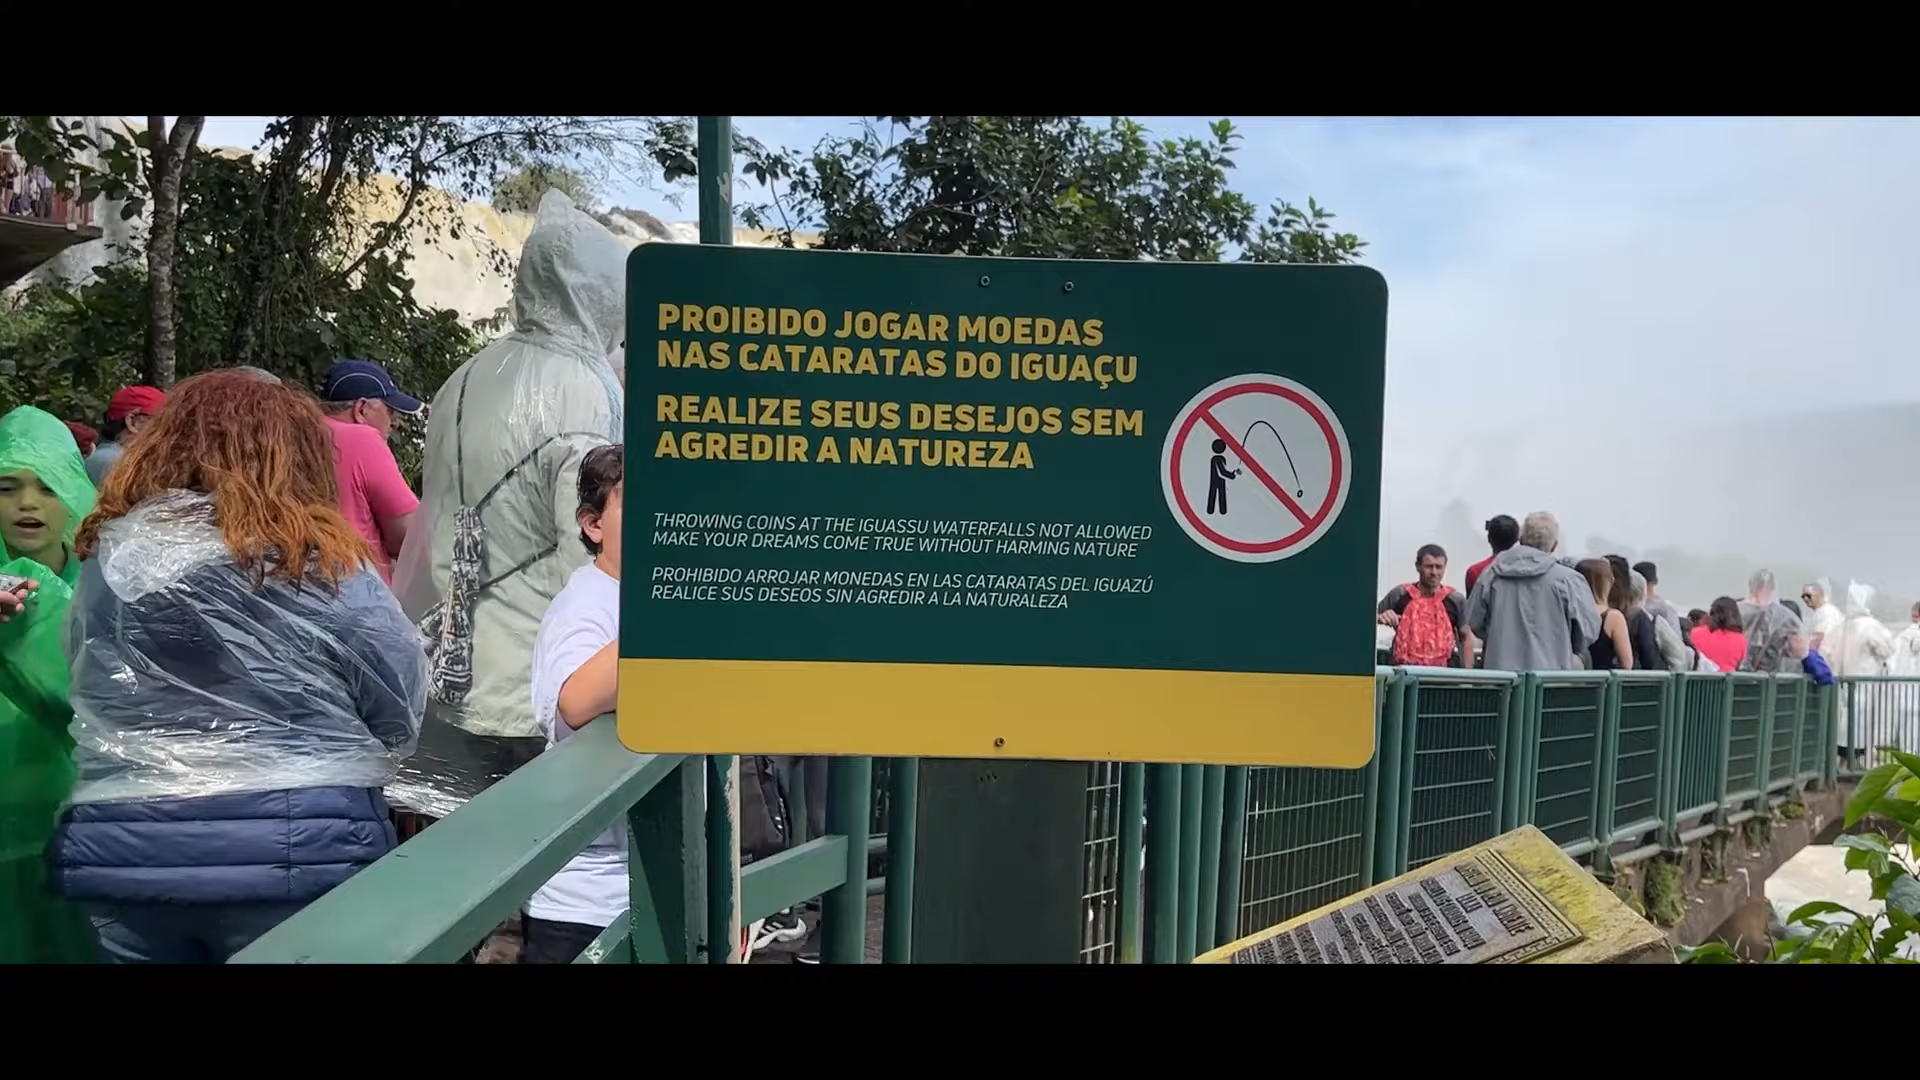 PROIBIDO JOGAR MOEDAS
NAS CATARATAS DO IGUAÇU
REALIZE SEUS DESEJOS SEM
AGREDIR A NATUREZA
THROWING COINS AT THE IGUASSU WATERFALLS NOT ALLOWED
MAKE YOUR DREAMS COME TRUE WITHOUT HARMING NATURE
PROHIBIDO ARROJAR MONEDAS EN LAS CATARATAS DEL IGUAZÚ
REALICE SUS DESEOS SIN AGREDIR A LA NATURALEZA